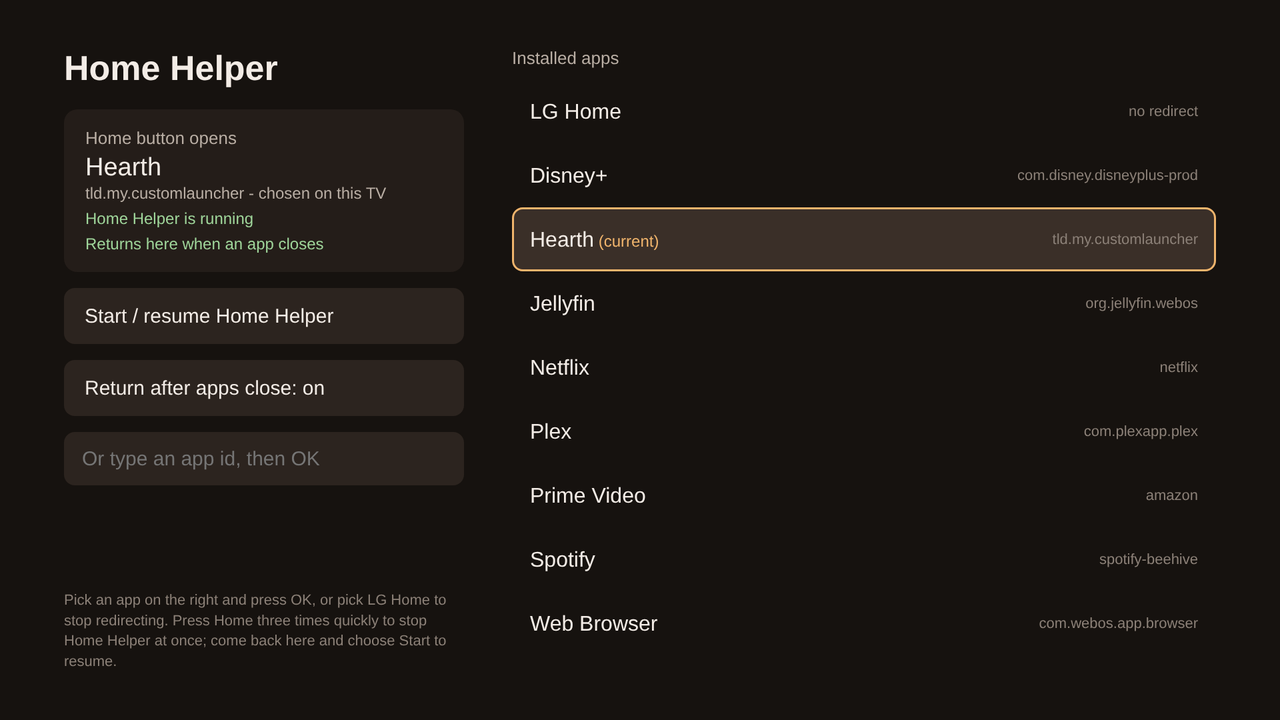 Home Helper
Home button opens
Hearth
tld.my.customlauncher - chosen on this TV
Home Helper is running
Returns here when an app closes
Start / resume Home Helper
Return after apps close: on
Or type an app id, then OK
Pick an app on the right and press OK, or pick LG Home to
stop redirecting. Press Home three times quickly to stop
Home Helper at once; come back here and choose Start to
resume.
Installed apps
LG Home no redirect
Disney+ com.disney.disneyplus-prod
Hearth (current) tld.my.customlauncher
Jellyfin org.jellyfin.webos
Netflix netflix
Plex com.plexapp.plex
Prime Video amazon
Spotify spotify-beehive
Web Browser com.webos.app.browser